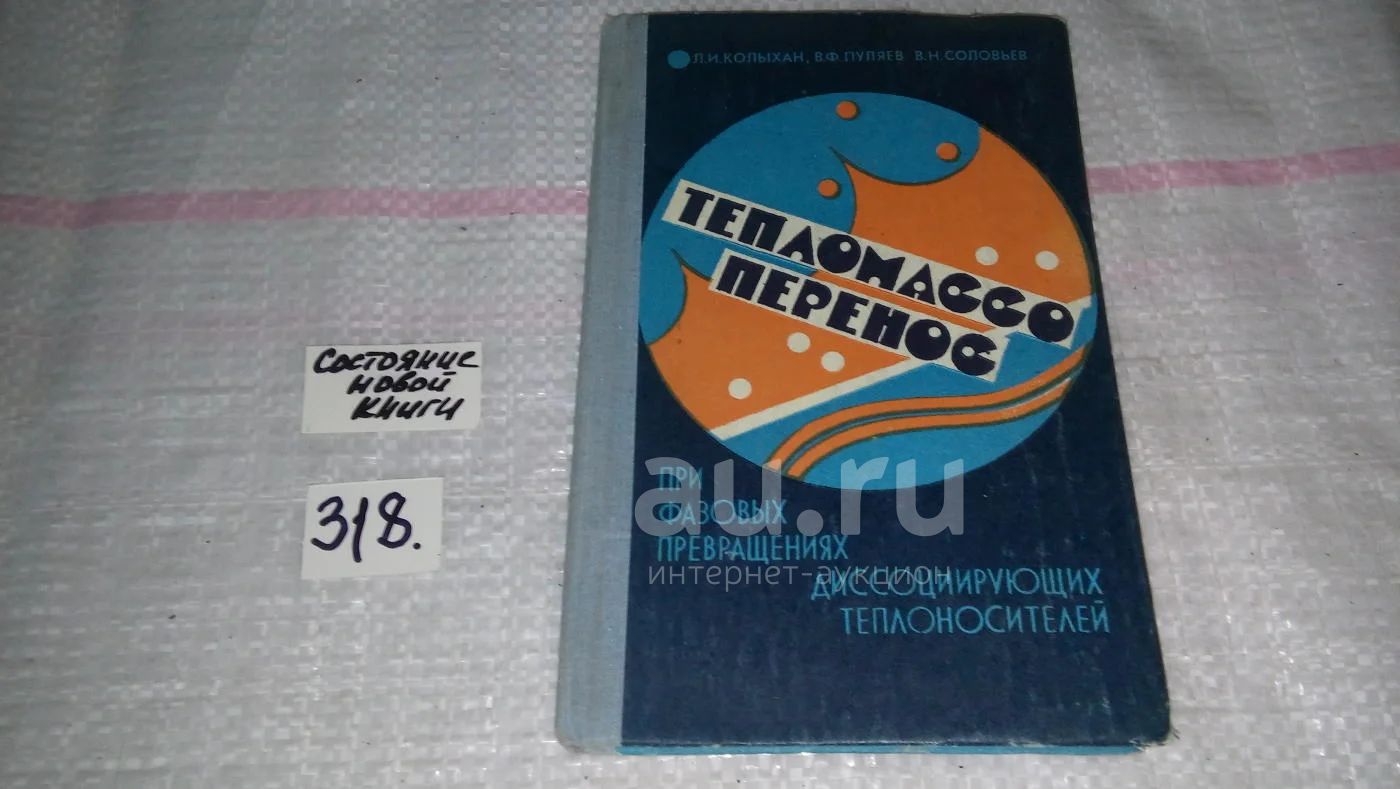 Л.И.КОЛЫХАН, В.Ф.ПУЛЯЕВ В.Н.СОЛОВЬЕВ
ТЕПЛОМАССО
ПЕРЕНОС
ПРИ
ФАЗОВЫХ
ПРЕВРАЩЕНИЯХ
ДИССОЦИИРУЮЩИХ
ТЕПЛОНОСИТЕЛЕЙ
Состояние
новой
книги
318.
au.ru
интернет-аукцион